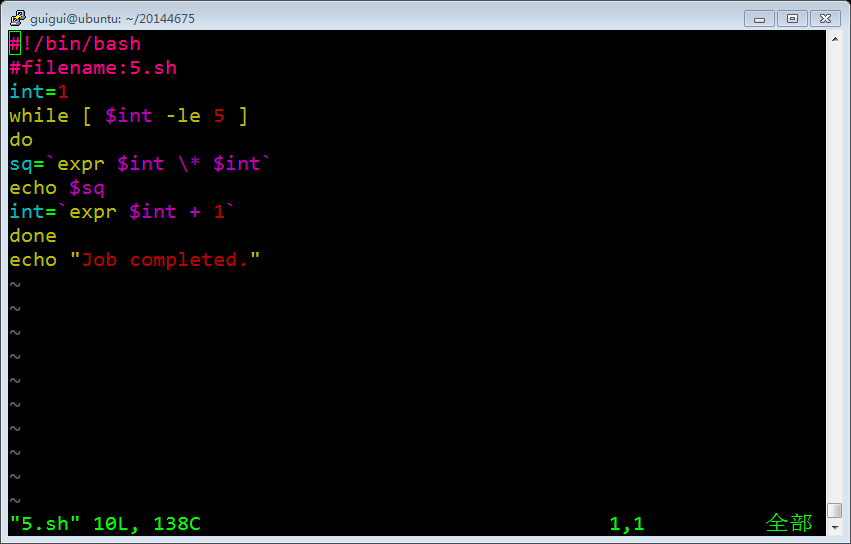 guigui@ubuntu: ~/20144675
#!/bin/bash
#filename:5.sh
int=1
while [ $int -le 5 ]
do
sq=`expr $int \* $int`
echo $sq
int=`expr $int + 1`
done
echo "Job completed."
~
~
~
~
~
~
~
~
~
~
"5.sh" 10L, 138C 1,1 全部